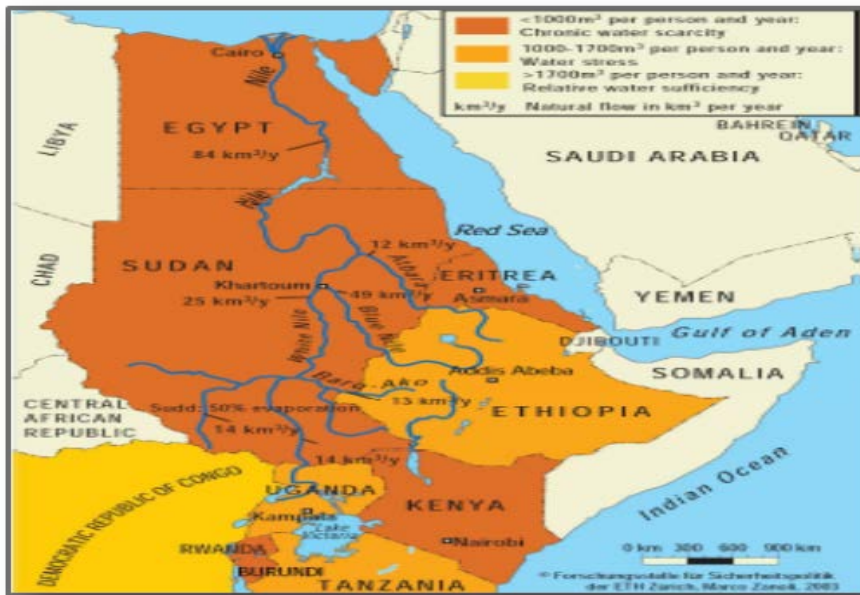 <1000m³ per person and year:
Chronic water scarcity
1000-1700m³ per person and year:
Water stress
>1700m³ per person and year:
Relative water sufficiency
km³/y Natural flow in km³ per year
Cairo
Nile
LIBYA
EGYPT
84 km³/y
BAHREIN
QATAR
SAUDI ARABIA
Nile
Red Sea
CHAD
SUDAN
12 km³/y
Atbara
Khartoum
25 km³/y
49 km³/y
ERITREA
Asmara
YEMEN
White Nile
Blue Nile
DJIBOUTI
Gulf of Aden
Baro-Ako
Addis Abeba
13 km³/y
SOMALIA
CENTRAL
AFRICAN
REPUBLIC
Sudd: 50% evaporation
14 km³/y
ETHIOPIA
14 km³/y
DEMOCRATIC REPUBLIC OF CONGO
UGANDA
Kampala
KENYA
Indian Ocean
Lake
Victoria
RWANDA
Nairobi
BURUNDI
TANZANIA
0 km 300 600 900 km
© Forschungsstelle für Sicherheitspolitik
der ETH Zürich, Marco Zanoli, 2003